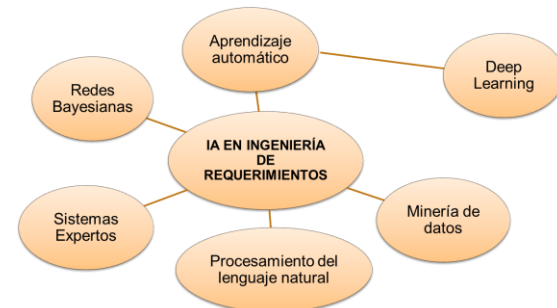 Aprendizaje
automático
Deep
Learning
Redes
Bayesianas
IA EN INGENIERÍA
DE
REQUERIMIENTOS
Sistemas
Expertos
Minería de
datos
Procesamiento del
lenguaje natural